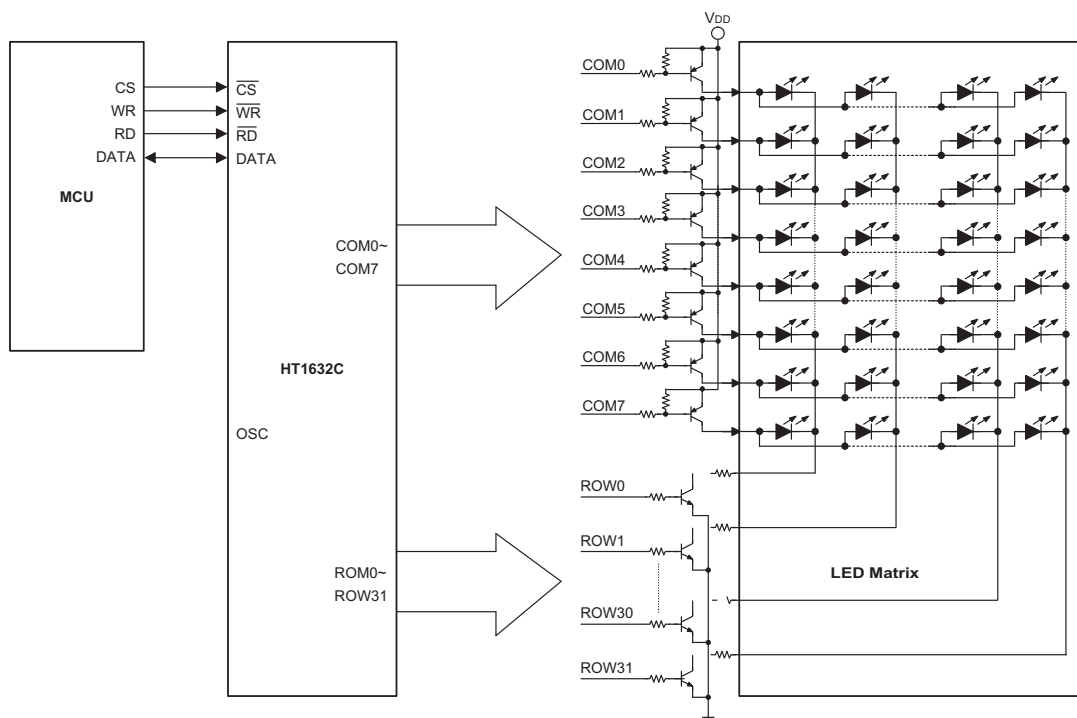 VDD
COM0
COM1
COM2
COM3
COM4
COM5
COM6
COM7
CS
WR
RD
DATA
MCU
CS
WR
RD
DATA
COM0~
COM7
HT1632C
OSC
ROM0~
ROW31
ROW0
ROW1
ROW30
ROW31
LED Matrix